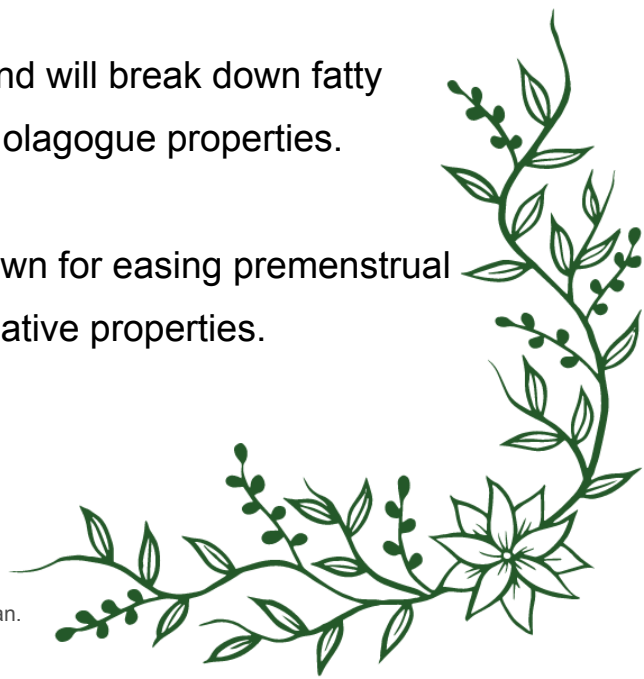 nd will break down fatty
olagogue properties.
wn for easing premenstrual
ative properties.
an.